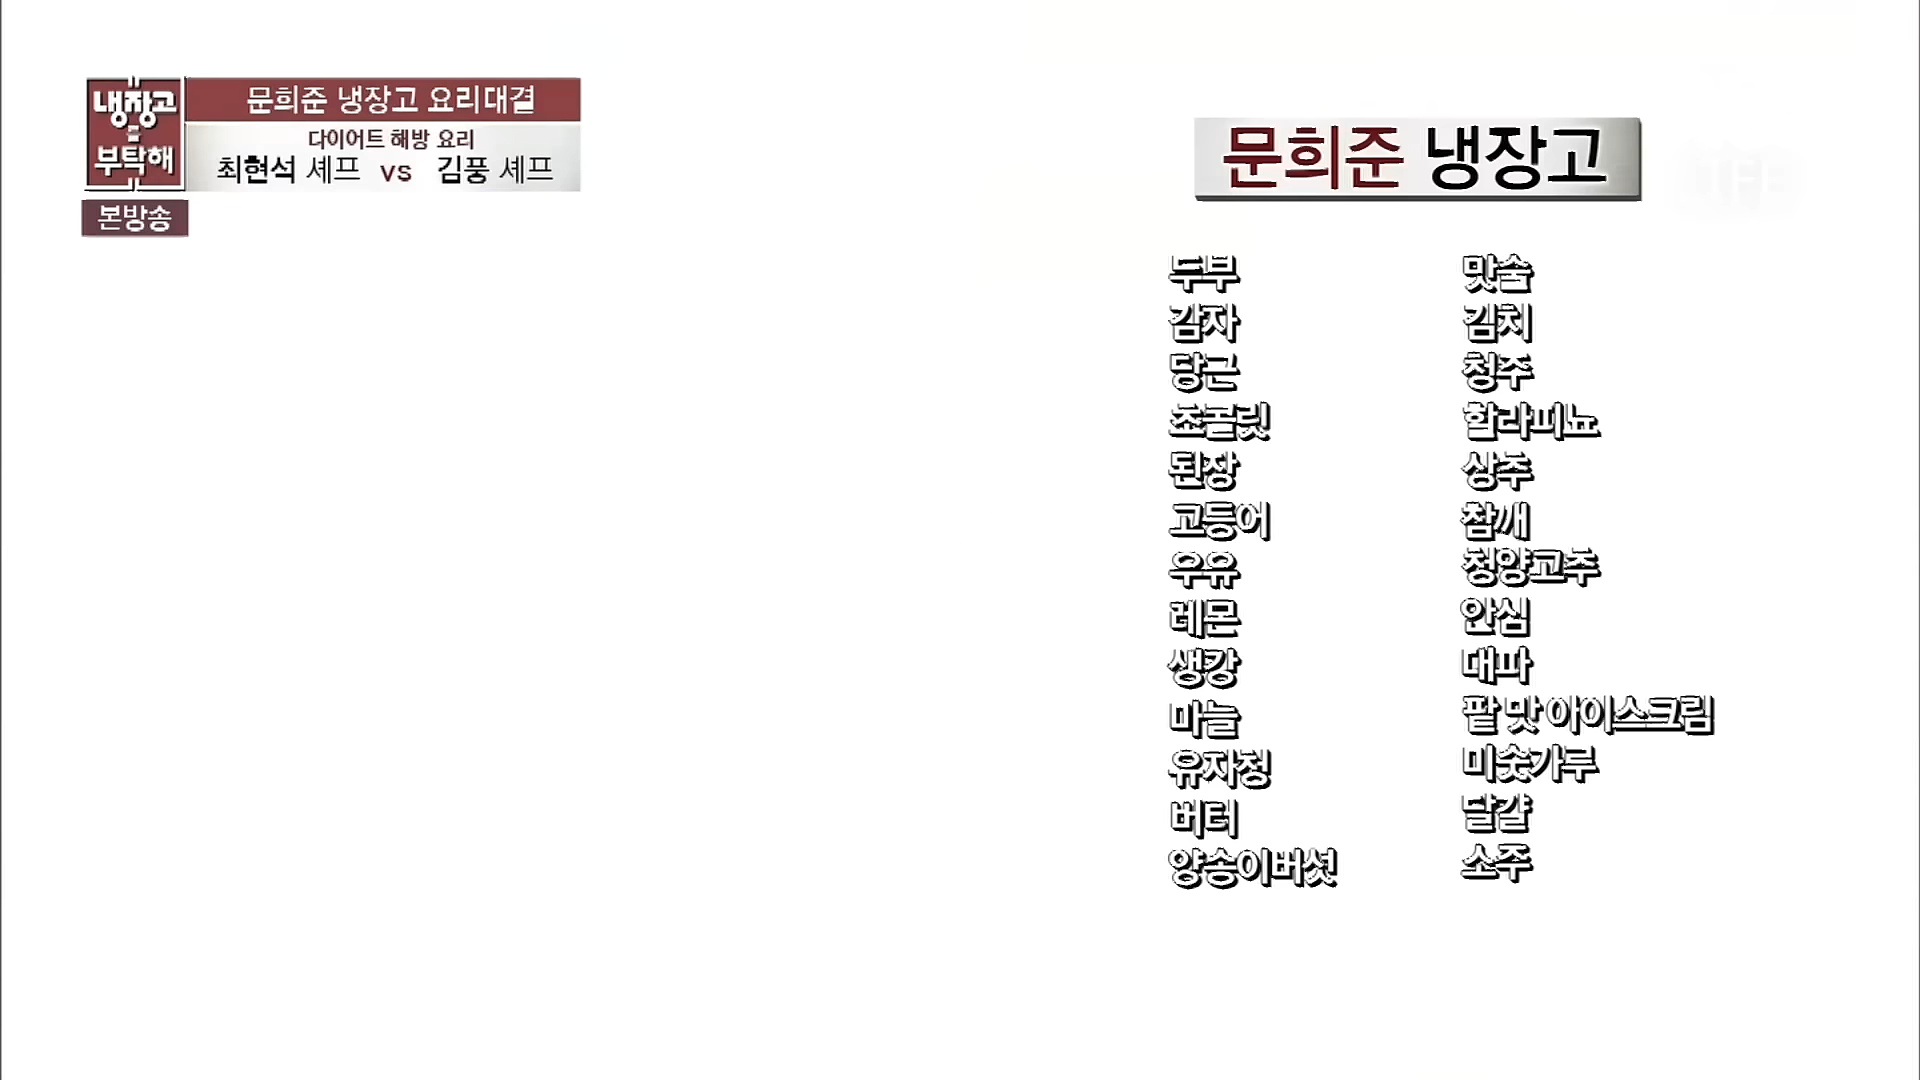 냉장고
를
부탁해
문희준 냉장고 요리대결
다이어트 해방 요리
최현석 셰프 vs 김풍 셰프
본방송
문희준 냉장고
두부
감자
당근
쵸콜릿
된장
고등어
우유
레몬
생강
마늘
유자청
버터
양송이버섯
맛술
김치
청주
할라피뇨
상추
참깨
청양고추
안심
대파
팥 맛 아이스크림
미숫가루
달걀
소주